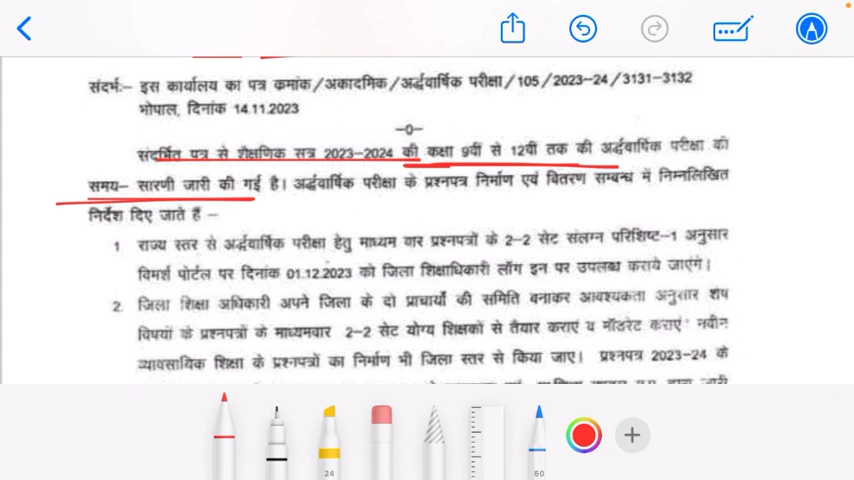 संदर्भः– इस कार्यालय का पत्र क्रमांक/अकादमिक/अर्द्धवार्षिक परीक्षा/105/2023–24/3131–3132
भोपाल, दिनांक 14.11.2023
–0–
संदर्भित पत्र से शैक्षणिक सत्र 2023–2024 की कक्षा 9वीं से 12वीं तक की अर्द्धवार्षिक परीक्षा की
समय– सारणी जारी की गई है। अर्द्धवार्षिक परीक्षा के प्रश्नपत्र निर्माण एवं वितरण सम्बन्ध में निम्नलिखित
निर्देश दिए जाते हैं –
1 राज्य स्तर से अर्द्धवार्षिक परीक्षा हेतु माध्यम वार प्रश्नपत्रों के 2–2 सेट संलग्न परिशिष्ट–1 अनुसार
विमर्श पोर्टल पर दिनांक 01.12.2023 को जिला शिक्षाधिकारी लॉग इन पर उपलब्ध कराये जाएंगे।
2. जिला शिक्षा अधिकारी अपने जिला के दो प्राचार्यों की समिति बनाकर आवश्यकता अनुसार शेष
विषयों के प्रश्नपत्रों के माध्यमवार 2–2 सेट योग्य शिक्षकों से तैयार कराएं व मॉडरेट कराएं नवीन
व्यावसायिक शिक्षा के प्रश्नपत्रों का निर्माण भी जिला स्तर से किया जाए। प्रश्नपत्र 2023–24 के
24
50